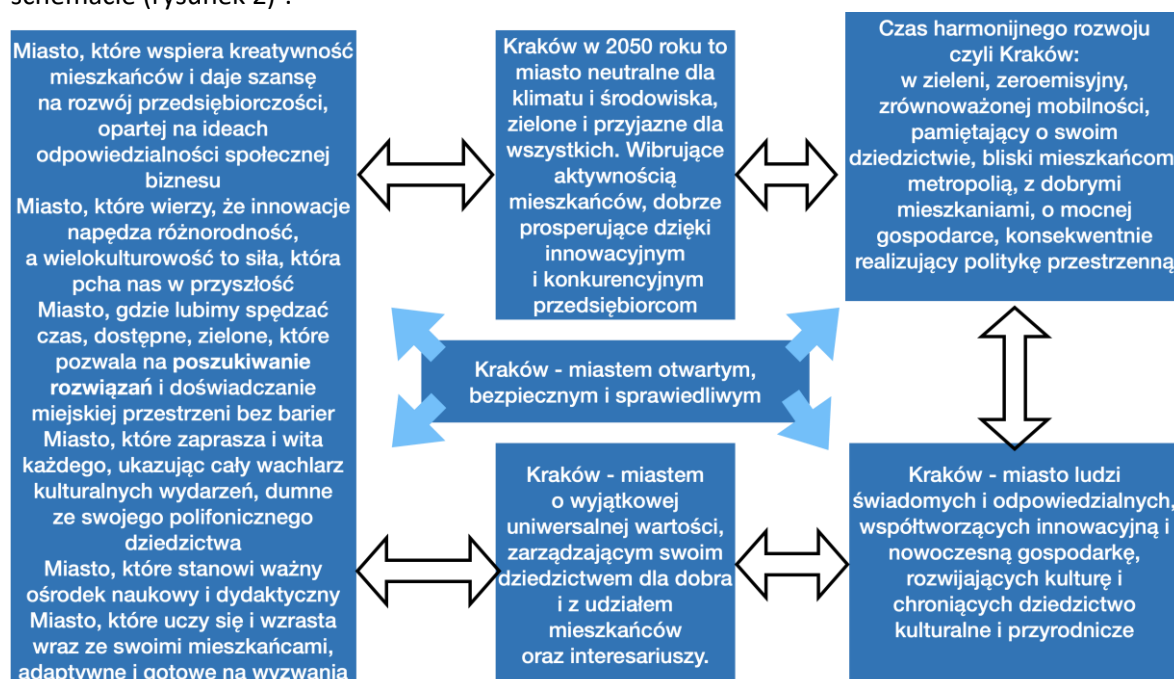 schemacie (rysunek 2) .
Miasto, które wspiera kreatywność
mieszkańców i daje szansę
na rozwój przedsiębiorczości,
opartej na ideach
odpowiedzialności społecznej
biznesu
Miasto, które wierzy, że innowacje
napędza różnorodność,
a wielokulturowość to siła, która
pcha nas w przyszłość
Miasto, gdzie lubimy spędzać
czas, dostępne, zielone, które
pozwala na poszukiwanie
rozwiązań i doświadczanie
miejskiej przestrzeni bez barier
Miasto, które zaprasza i wita
każdego, ukazując cały wachlarz
kulturalnych wydarzeń, dumne
ze swojego polifonicznego
dziedzictwa
Miasto, które stanowi ważny
ośrodek naukowy i dydaktyczny
Miasto, które uczy się i wzrasta
wraz ze swoimi mieszkańcami,
adaptywne i gotowe na wyzwania
Kraków w 2050 roku to
miasto neutralne dla
klimatu i środowiska,
zielone i przyjazne dla
wszystkich. Wibrujące
aktywnością
mieszkańców, dobrze
prosperujące dzięki
innowacyjnym
i konkurencyjnym
przedsiębiorcom
Czas harmonijnego rozwoju
czyli Kraków:
w zieleni, zeroemisyjny,
zrównoważonej mobilności,
pamiętający o swoim
dziedzictwie, bliski mieszkańcom
metropolią, z dobrymi
mieszkaniami, o mocnej
gospodarce, konsekwentnie
realizujący politykę przestrzenną
Kraków - miastem otwartym,
bezpiecznym i sprawiedliwym
Kraków - miastem
o wyjątkowej
uniwersalnej wartości,
zarządzającym swoim
dziedzictwem dla dobra
i z udziałem
mieszkańców
oraz interesariuszy.
Kraków - miasto ludzi
świadomych i odpowiedzialnych,
współtworzących innowacyjną i
nowoczesną gospodarkę,
rozwijających kulturę i
chroniących dziedzictwo
kulturalne i przyrodnicze